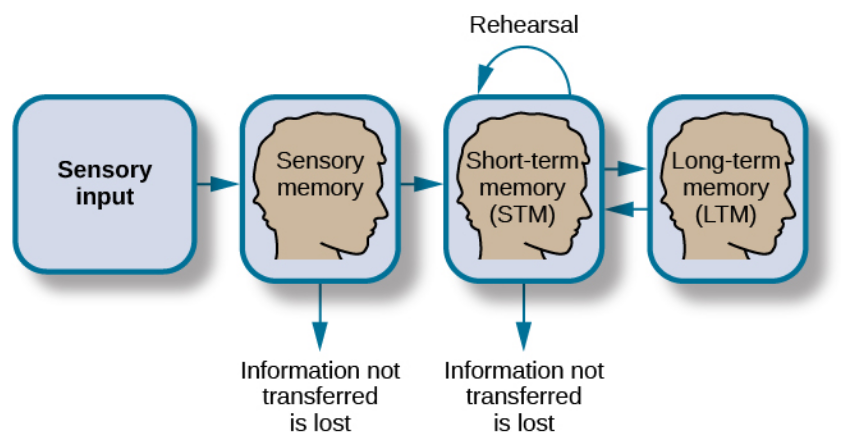 Rehearsal
Sensory
input
Sensory
memory
Short-term
memory
(STM)
Long-term
memory
(LTM)
Information not
transferred
is lost
Information not
transferred
is lost